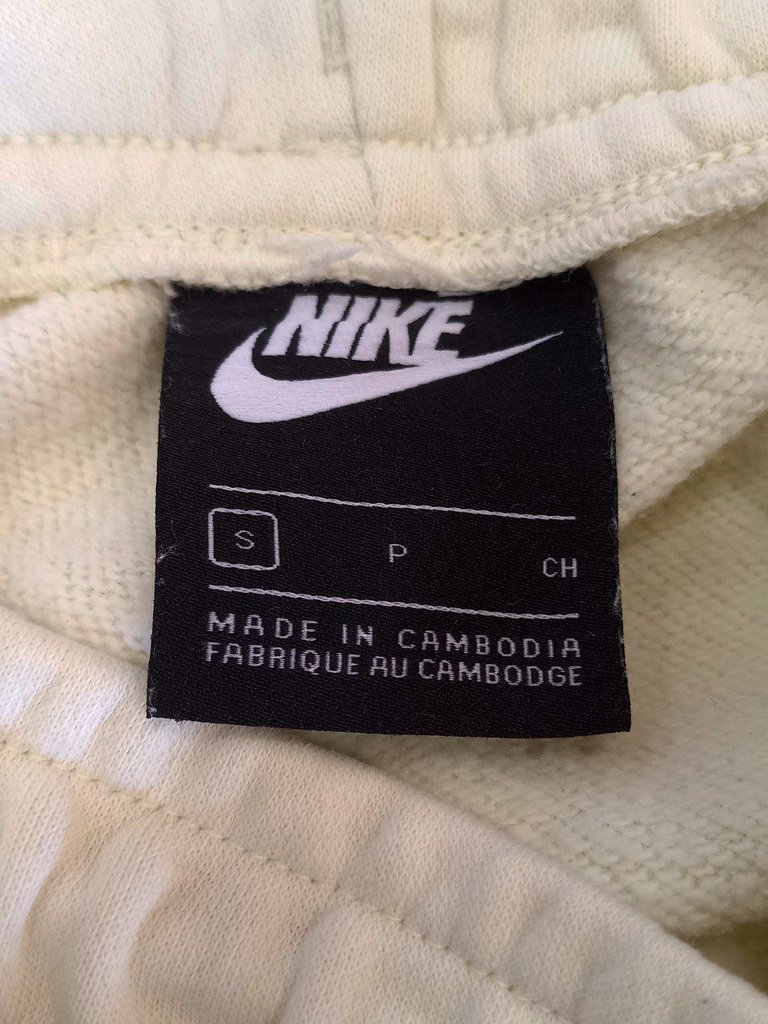 NIKE
S P CH
MADE IN CAMBODIA
FABRIQUE AU CAMBODGE